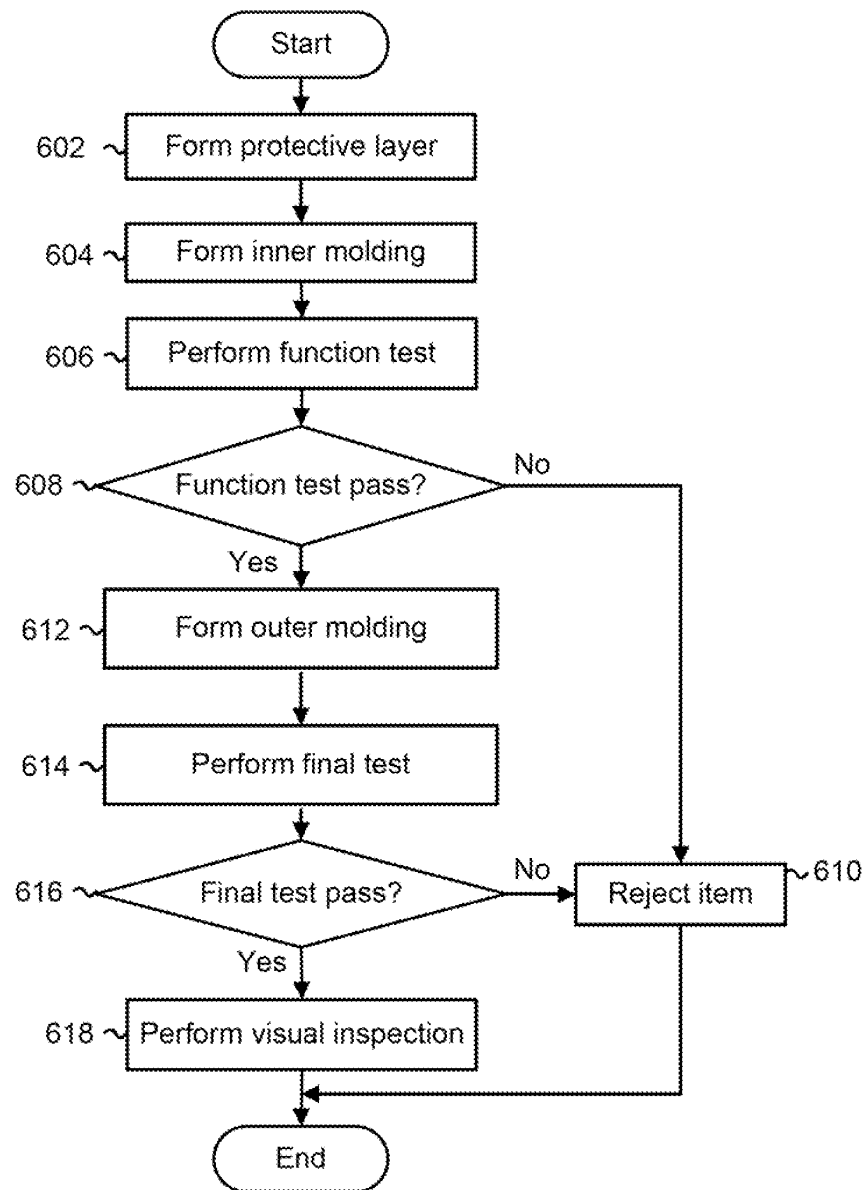 Start
602
Form protective layer
604
Form inner molding
606
Perform function test
608
Function test pass?
No
Yes
612
Form outer molding
614
Perform final test
616
Final test pass?
No
Reject item
610
Yes
618
Perform visual inspection
End